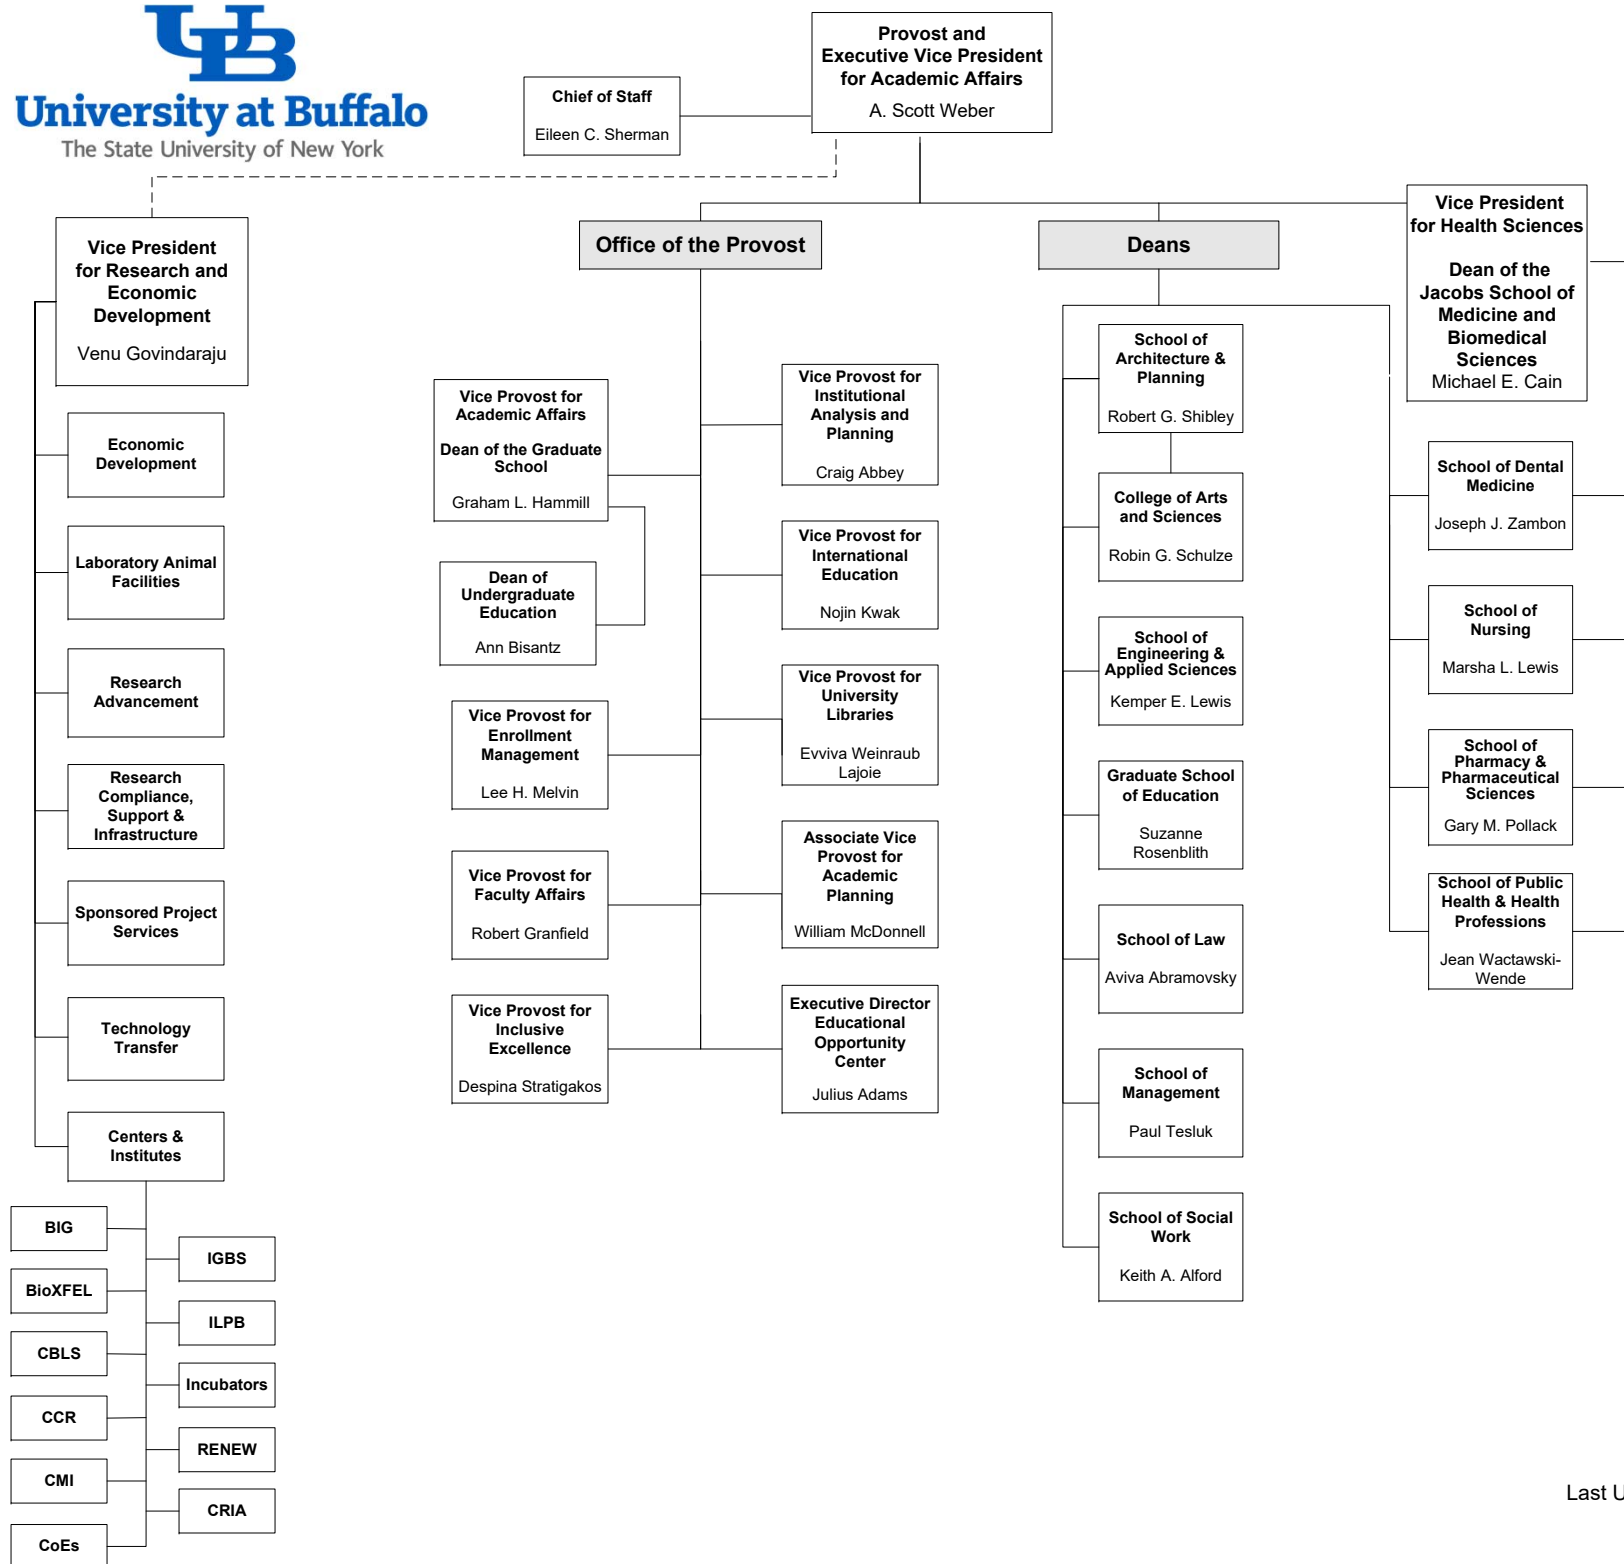 UB
University at Buffalo
The State University of New York
Provost and
Executive Vice President
for Academic Affairs
A. Scott Weber
Chief of Staff
Eileen C. Sherman
Vice President
for Research and
Economic
Development
Venu Govindaraju
Economic
Development
Laboratory Animal
Facilities
Research
Advancement
Research
Compliance,
Support &
Infrastructure
Sponsored Project
Services
Technology
Transfer
Centers &
Institutes
BIG
BioXFEL
CBLS
CCR
CMI
CoEs
IGBS
ILPB
Incubators
RENEW
CRIA
Office of the Provost
Vice Provost for
Academic Affairs
Dean of the Graduate
School
Graham L. Hammill
Dean of
Undergraduate
Education
Ann Bisantz
Vice Provost for
Enrollment
Management
Lee H. Melvin
Vice Provost for
Faculty Affairs
Robert Granfield
Vice Provost for
Inclusive
Excellence
Despina Stratigakos
Vice Provost for
Institutional
Analysis and
Planning
Craig Abbey
Vice Provost for
International
Education
Nojin Kwak
Vice Provost for
University
Libraries
Evviva Weinraub
Lajoie
Associate Vice
Provost for
Academic
Planning
William McDonnell
Executive Director
Educational
Opportunity
Center
Julius Adams
Deans
School of
Architecture &
Planning
Robert G. Shibley
College of Arts
and Sciences
Robin G. Schulze
School of
Engineering &
Applied Sciences
Kemper E. Lewis
Graduate School
of Education
Suzanne
Rosenblith
School of Law
Aviva Abramovsky
School of
Management
Paul Tesluk
School of Social
Work
Keith A. Alford
Vice President
for Health Sciences
Dean of the
Jacobs School of
Medicine and
Biomedical
Sciences
Michael E. Cain
School of Dental
Medicine
Joseph J. Zambon
School of
Nursing
Marsha L. Lewis
School of
Pharmacy &
Pharmaceutical
Sciences
Gary M. Pollack
School of Public
Health & Health
Professions
Jean Wactawski-
Wende
Last U